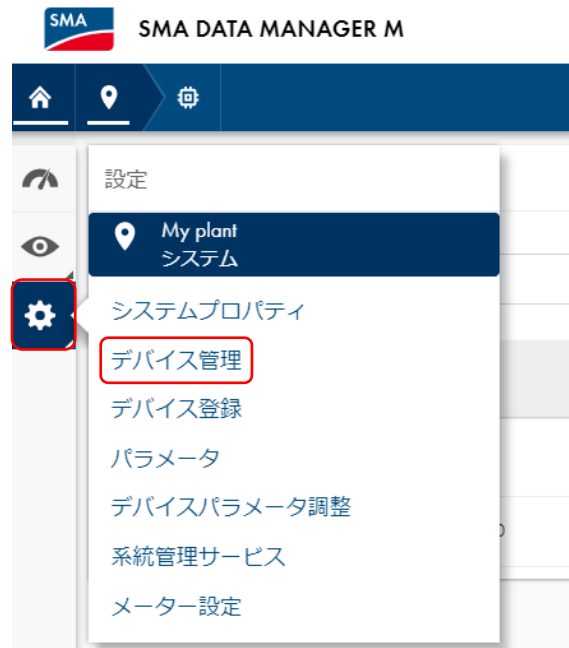 SMA
SMA DATA MANAGER M
設定
My plant
システム
システムプロパティ
デバイス管理
デバイス登録
パラメータ
デバイスパラメータ調整
系統管理サービス
メーター設定